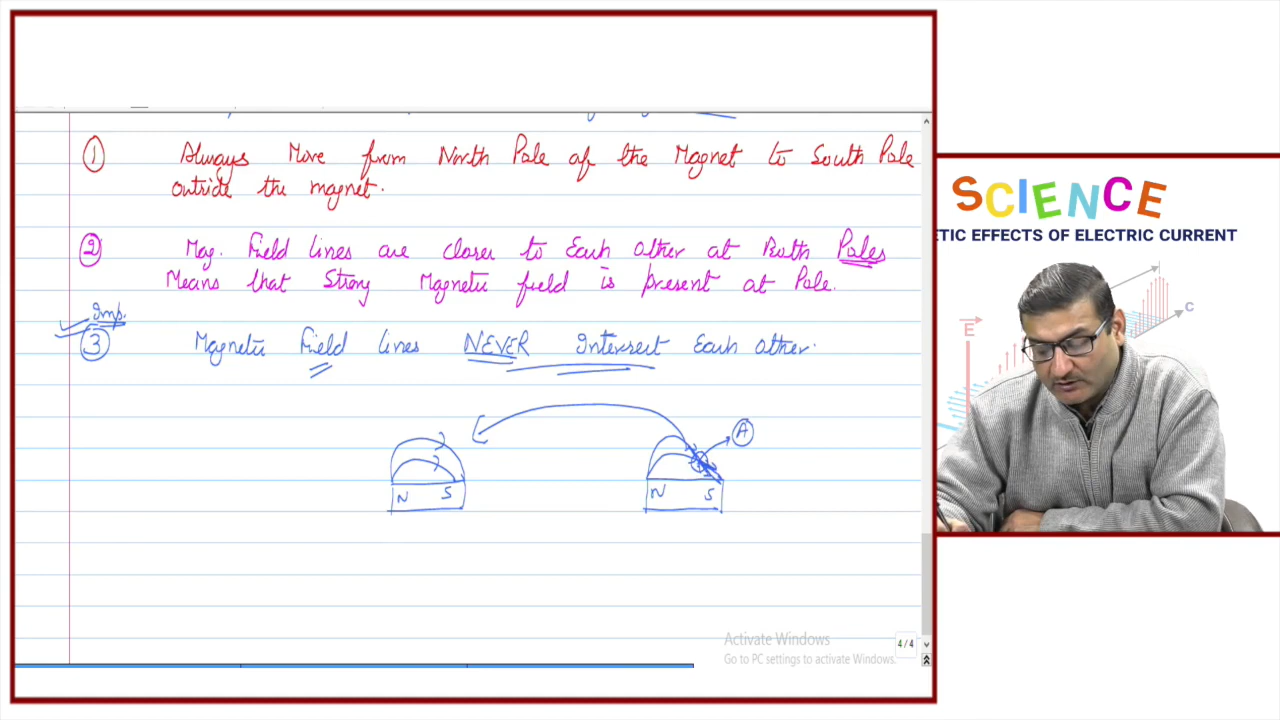 1 Always Move from North Pole of the Magnet to South Pole
outside the magnet.
2 Mag. Field lines are closer to Each other at Both Poles
Means that Strong Magnetic field is present at Pole.
Imp.
3 Magnetic Field lines NEVER Intersect Each other.
A
N S
N S
SCIENCE
ETIC EFFECTS OF ELECTRIC CURRENT
E
C
Activate Windows
Go to PC settings to activate Windows.
4 / 4